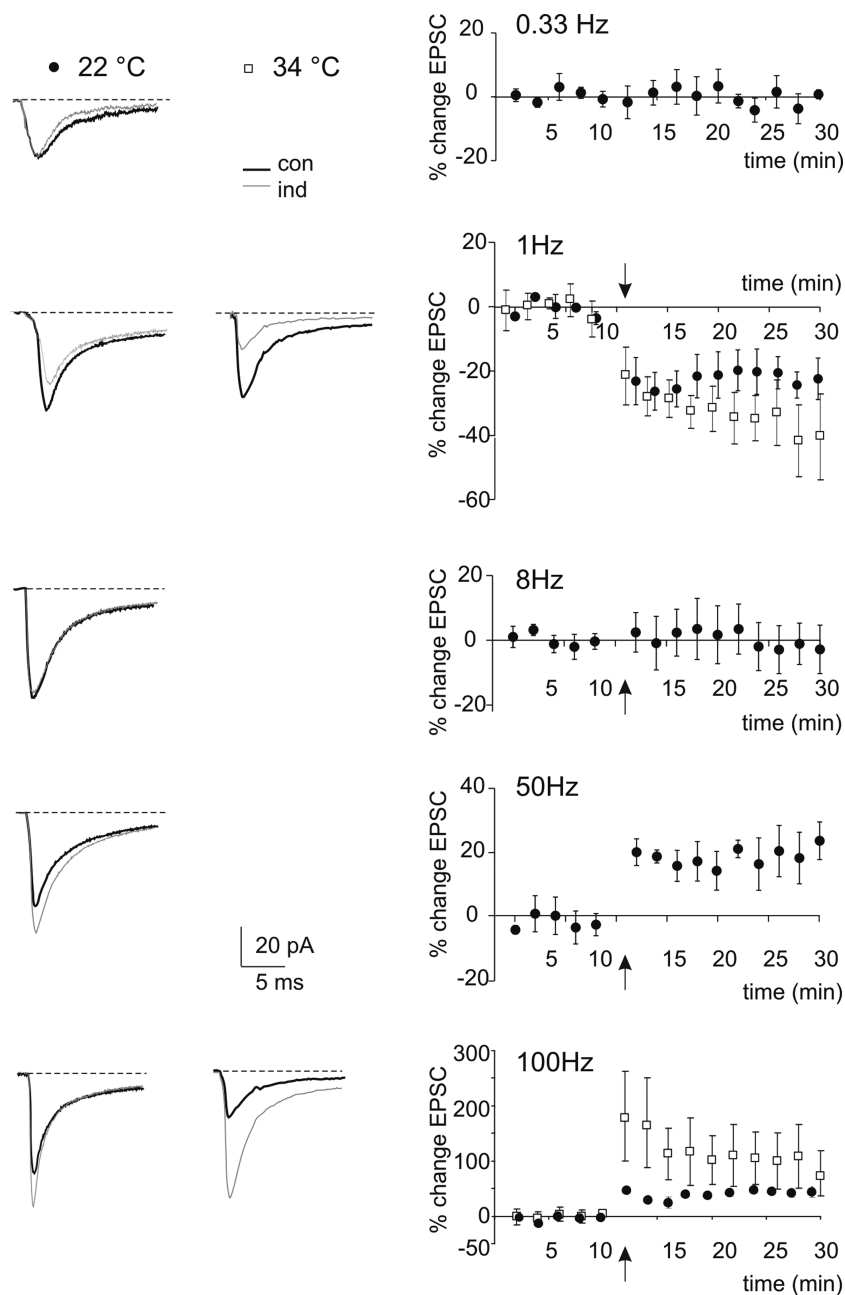 22 °C
34 °C
con
ind
20 pA
5 ms
0.33 Hz
% change EPSC
20
0
-20
5 10 15 20 25 30
time (min)
1Hz
% change EPSC
20
0
-20
-40
-60
time (min)
5 10 15 20 25 30
8Hz
% change EPSC
20
0
-20
5 10 15 20 25 30
time (min)
50Hz
% change EPSC
40
20
0
-20
5 10 15 20 25 30
time (min)
100Hz
% change EPSC
300
200
100
0
-50
5 10 15 20 25 30
time (min)